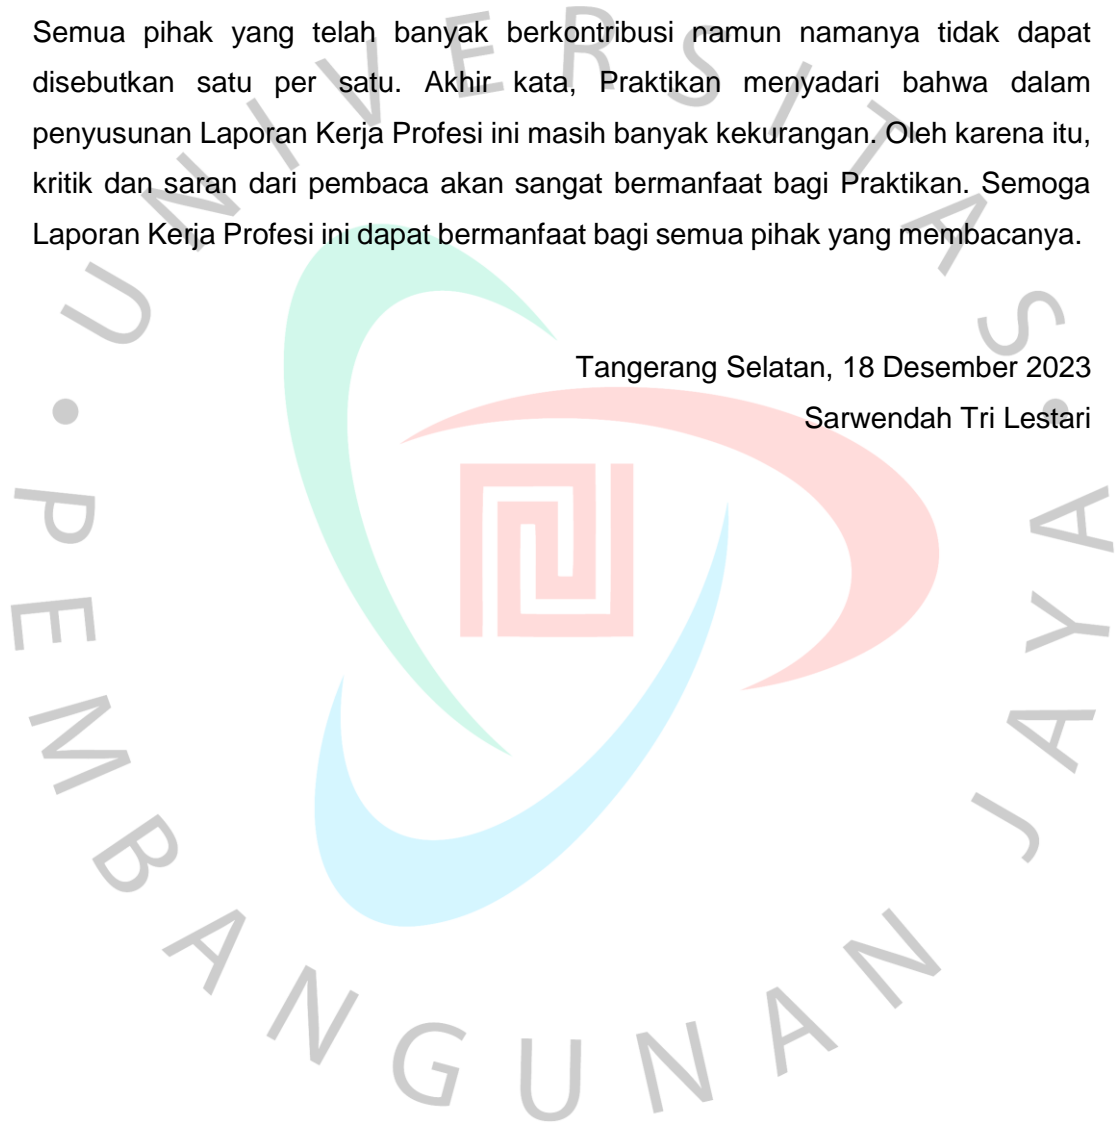 Semua pihak yang telah banyak berkontribusi namun namanya tidak dapat
disebutkan satu per satu. Akhir kata, Praktikan menyadari bahwa dalam
penyusunan Laporan Kerja Profesi ini masih banyak kekurangan. Oleh karena itu,
kritik dan saran dari pembaca akan sangat bermanfaat bagi Praktikan. Semoga
Laporan Kerja Profesi ini dapat bermanfaat bagi semua pihak yang membacanya.
Tangerang Selatan, 18 Desember 2023
Sarwendah Tri Lestari
UNIVERSITAS • PEMBANGUNAN JAYA •